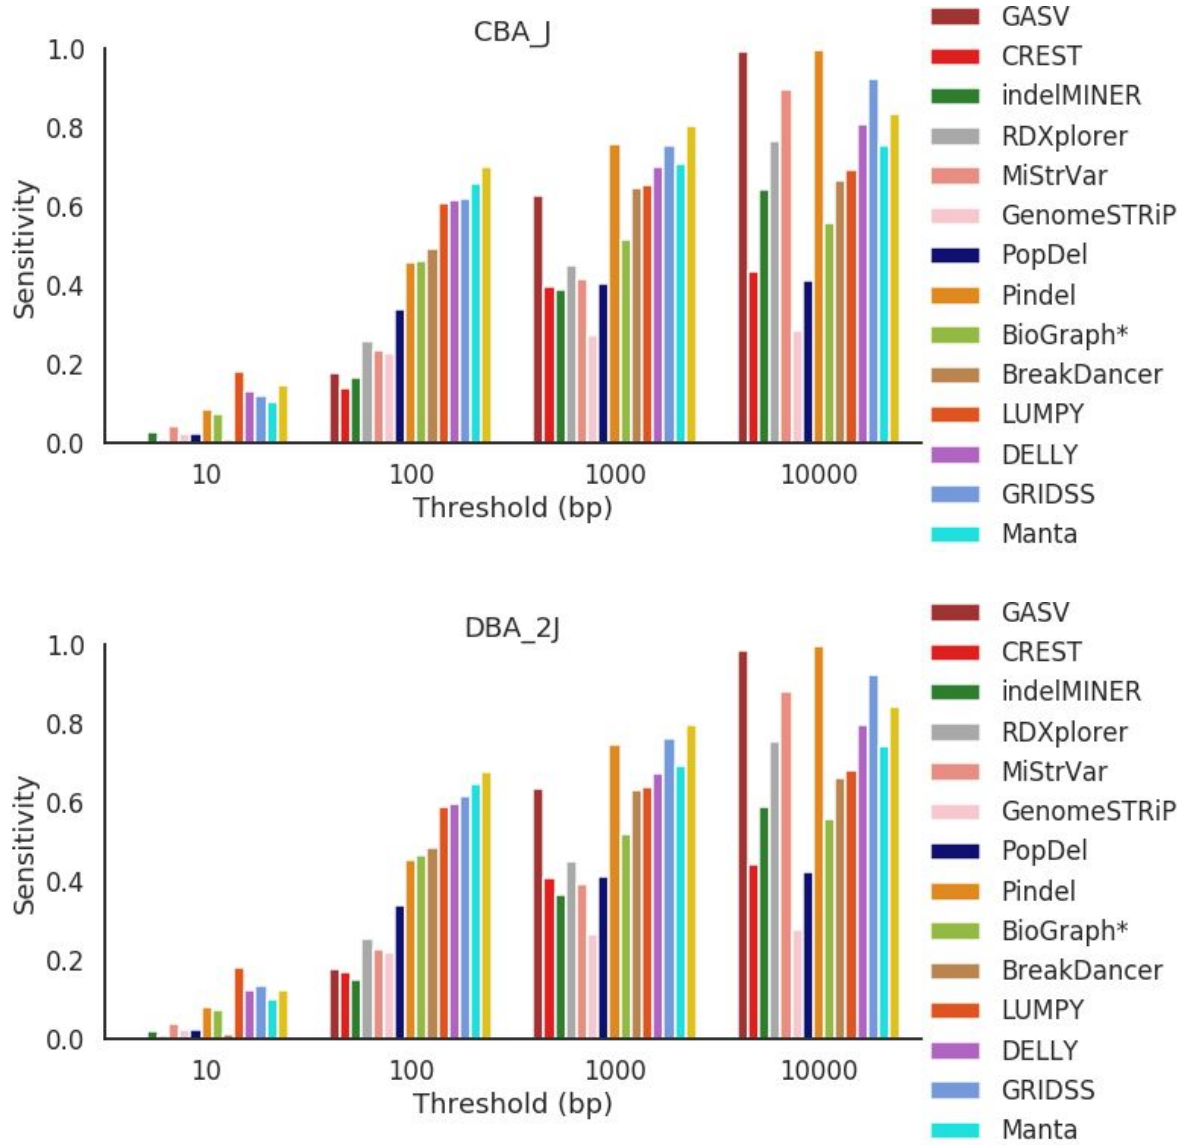 CBA_J
1.0
0.8
0.6
0.4
0.2
0.0
Sensitivity
10 100 1000 10000
Threshold (bp)
GASV
CREST
indelMINER
RDXplorer
MiStrVar
GenomeSTRiP
PopDel
Pindel
BioGraph*
BreakDancer
LUMPY
DELLY
GRIDSS
Manta
DBA_2J
1.0
0.8
0.6
0.4
0.2
0.0
Sensitivity
10 100 1000 10000
Threshold (bp)
GASV
CREST
indelMINER
RDXplorer
MiStrVar
GenomeSTRiP
PopDel
Pindel
BioGraph*
BreakDancer
LUMPY
DELLY
GRIDSS
Manta